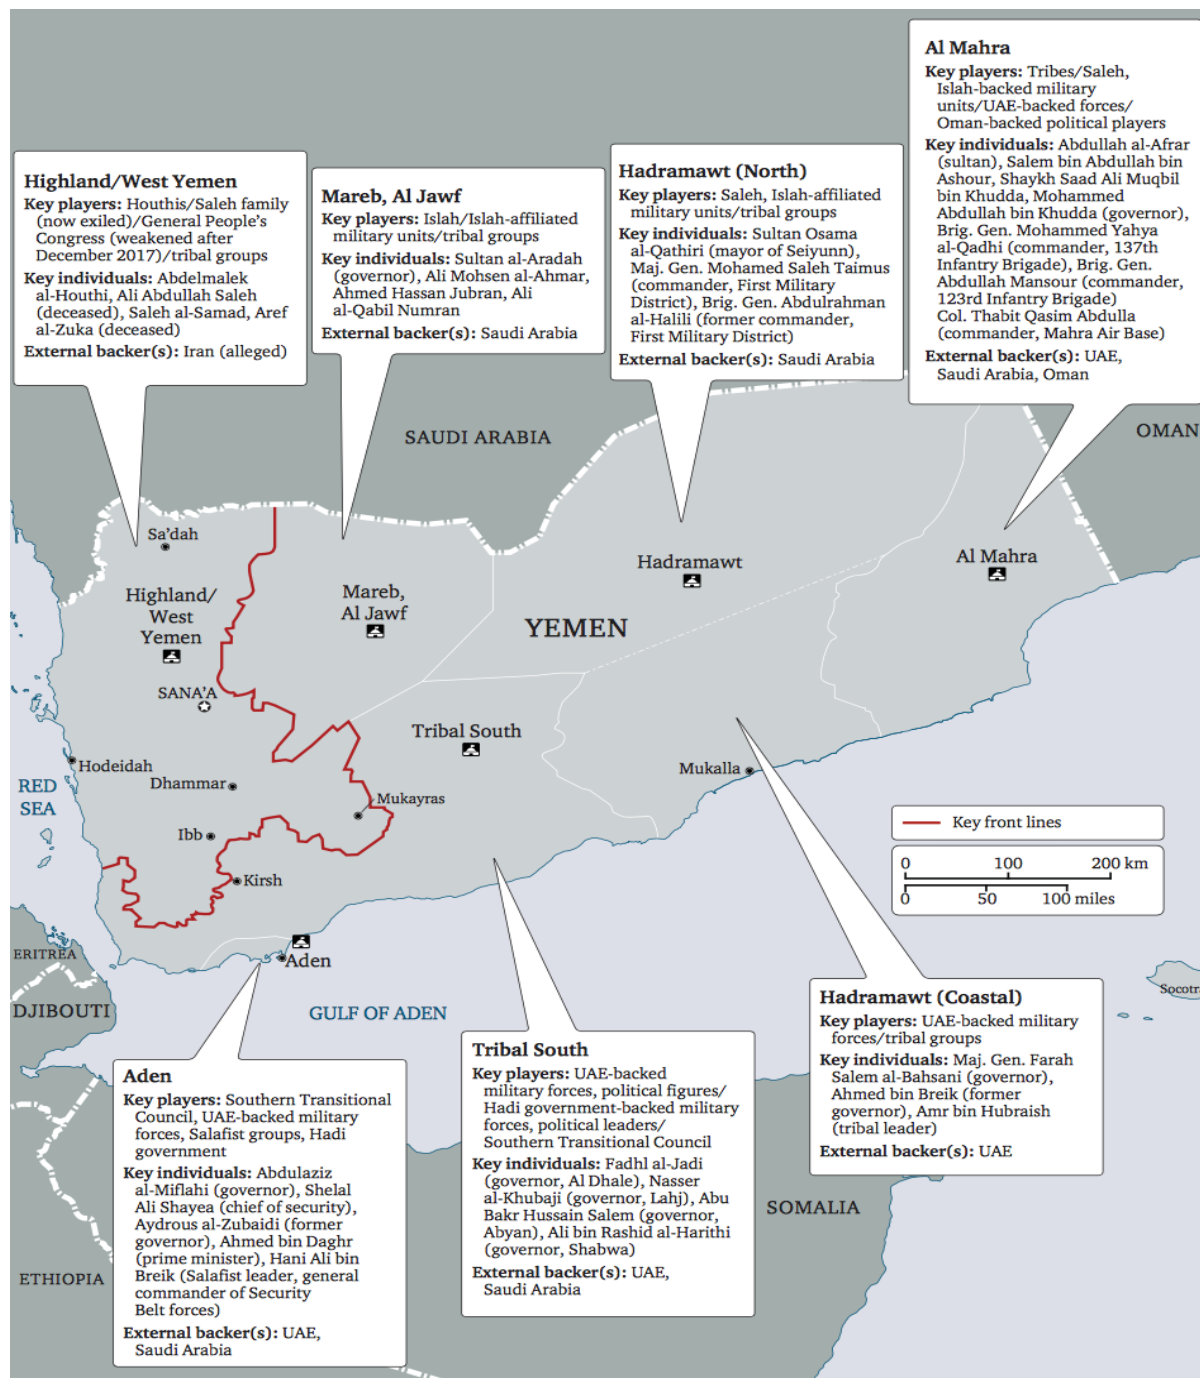 Al Mahra
Key players: Tribes/Saleh,
Islah-backed military
units/UAE-backed forces/
Oman-backed political players
Key individuals: Abdullah al-Afrar
(sultan), Salem bin Abdullah bin
Ashour, Shaykh Saad Ali Muqbil
bin Khudda, Mohammed
Abdullah bin Khudda (governor),
Brig. Gen. Mohammed Yahya
al-Qadhi (commander, 137th
Infantry Brigade), Brig. Gen.
Abdullah Mansour (commander,
123rd Infantry Brigade)
Col. Thabit Qasim Abdulla
(commander, Mahra Air Base)
External backer(s): UAE,
Saudi Arabia, Oman
Highland/West Yemen
Key players: Houthis/Saleh family
(now exiled)/General People's
Congress (weakened after
December 2017)/tribal groups
Key individuals: Abdelmalek
al-Houthi, Ali Abdullah Saleh
(deceased), Saleh al-Samad, Aref
al-Zuka (deceased)
External backer(s): Iran (alleged)
Mareb, Al Jawf
Key players: Islah/Islah-affiliated
military units/tribal groups
Key individuals: Sultan al-Aradah
(governor), Ali Mohsen al-Ahmar,
Ahmed Hassan Jubran, Ali
al-Qabil Numran
External backer(s): Saudi Arabia
Hadramawt (North)
Key players: Saleh, Islah-affiliated
military units/tribal groups
Key individuals: Sultan Osama
al-Qathiri (mayor of Seiyunn),
Maj. Gen. Mohamed Saleh Taimus
(commander, First Military
District), Brig. Gen. Abdulrahman
al-Halili (former commander,
First Military District)
External backer(s): Saudi Arabia
SAUDI ARABIA
OMAN
Sa'dah
Highland/
West
Yemen
Mareb,
Al Jawf
Hadramawt
Al Mahra
YEMEN
SANA'A
Tribal South
Hodeidah
RED
SEA
Dhammar
Mukayras
Mukalla
Ibb
Kirsh
Key front lines
0 100 200 km
0 50 100 miles
ERITREA
Aden
DJIBOUTI
GULF OF ADEN
Socotr
Hadramawt (Coastal)
Key players: UAE-backed military
forces/tribal groups
Key individuals: Maj. Gen. Farah
Salem al-Bahsani (governor),
Ahmed bin Breik (former
governor), Amr bin Hubraish
(tribal leader)
External backer(s): UAE
Tribal South
Key players: UAE-backed
military forces, political figures/
Hadi government-backed military
forces, political leaders/
Southern Transitional Council
Key individuals: Fadhl al-Jadi
(governor, Al Dhale), Nasser
al-Khubaji (governor, Lahj), Abu
Bakr Hussain Salem (governor,
Abyan), Ali bin Rashid al-Harithi
(governor, Shabwa)
External backer(s): UAE,
Saudi Arabia
Aden
Key players: Southern Transitional
Council, UAE-backed military
forces, Salafist groups, Hadi
government
Key individuals: Abdulaziz
al-Miflahi (governor), Shelal
Ali Shayea (chief of security),
Aydrous al-Zubaidi (former
governor), Ahmed bin Daghr
(prime minister), Hani Ali bin
Breik (Salafist leader, general
commander of Security
Belt forces)
External backer(s): UAE,
Saudi Arabia
SOMALIA
ETHIOPIA